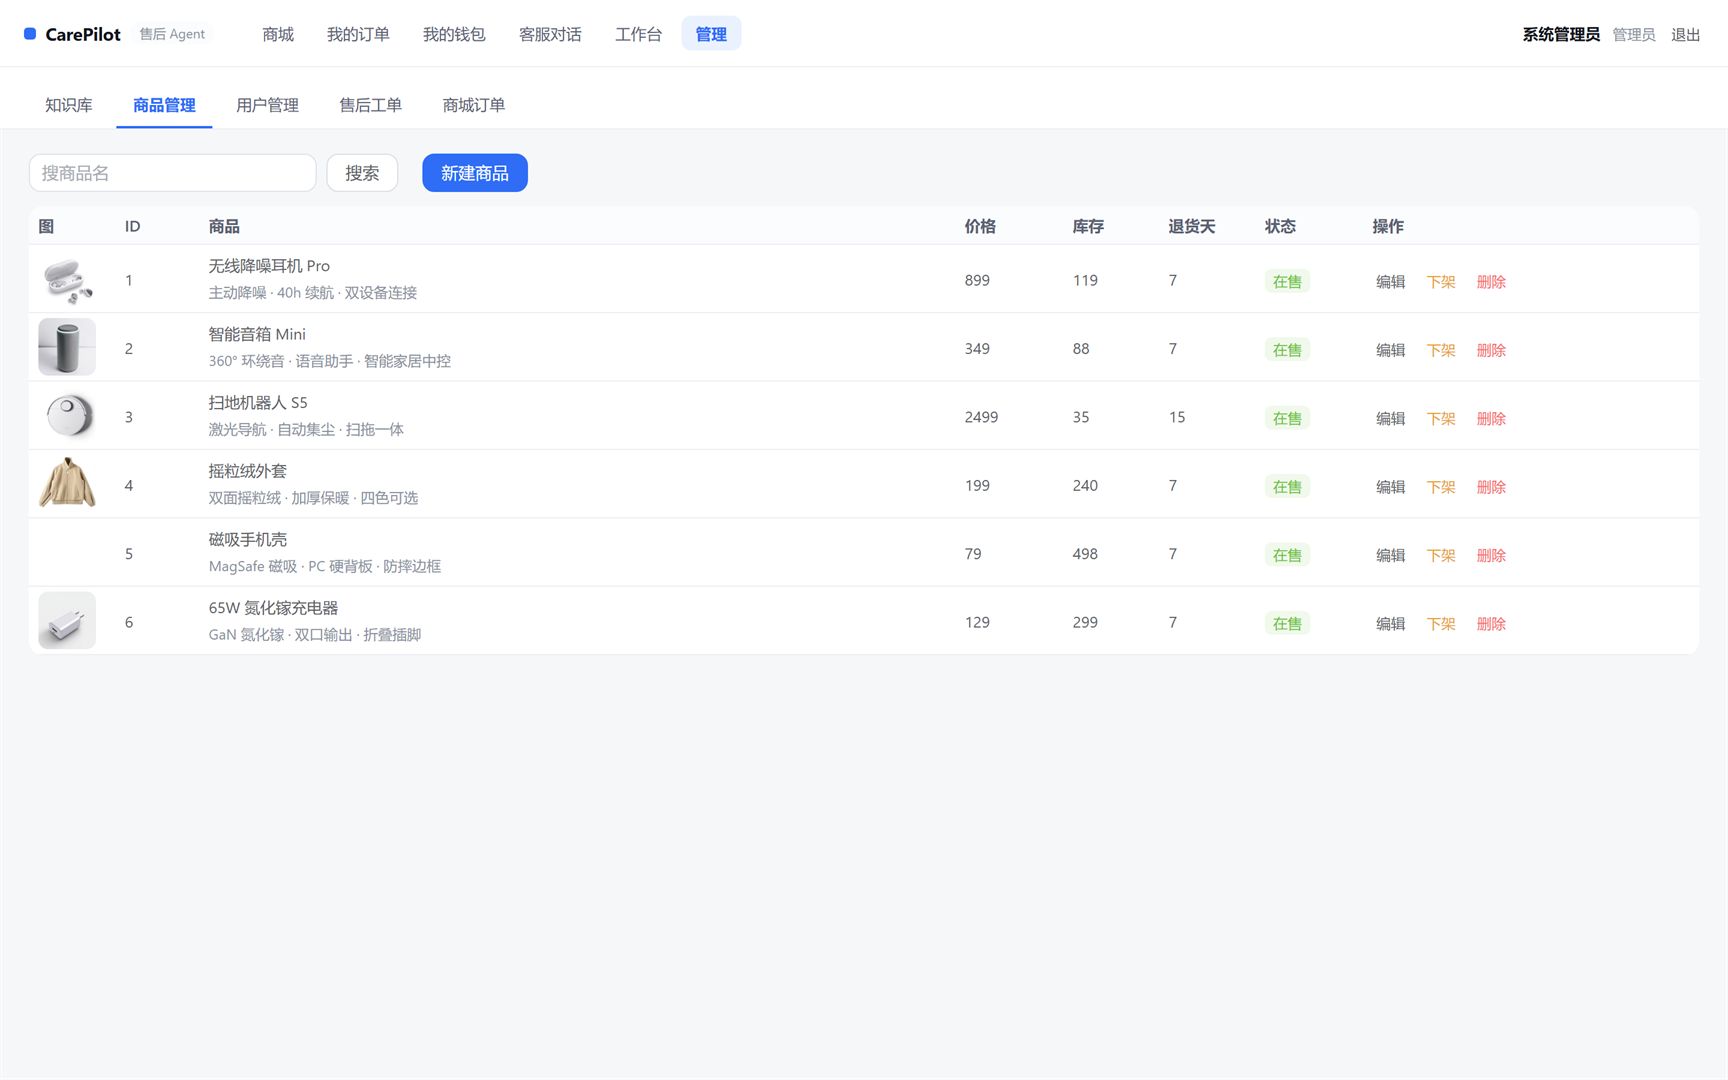 CarePilot 售后 Agent 商城 我的订单 我的钱包 客服对话 工作台 管理 系统管理员 管理员 退出
知识库 商品管理 用户管理 售后工单 商城订单
搜商品名 搜索 新建商品
图 ID 商品 价格 库存 退货天 状态 操作
无线降噪耳机 Pro
1 899 119 7 在售 编辑 下架 删除
主动降噪 · 40h 续航 · 双设备连接
智能音箱 Mini
2 349 88 7 在售 编辑 下架 删除
360° 环绕音 · 语音助手 · 智能家居中控
扫地机器人 S5
3 2499 35 15 在售 编辑 下架 删除
激光导航 · 自动集尘 · 扫拖一体
摇粒绒外套
4 199 240 7 在售 编辑 下架 删除
双面摇粒绒 · 加厚保暖 · 四色可选
磁吸手机壳
5 79 498 7 在售 编辑 下架 删除
MagSafe 磁吸 · PC 硬背板 · 防摔边框
65W 氮化镓充电器
6 129 299 7 在售 编辑 下架 删除
GaN 氮化镓 · 双口输出 · 折叠插脚